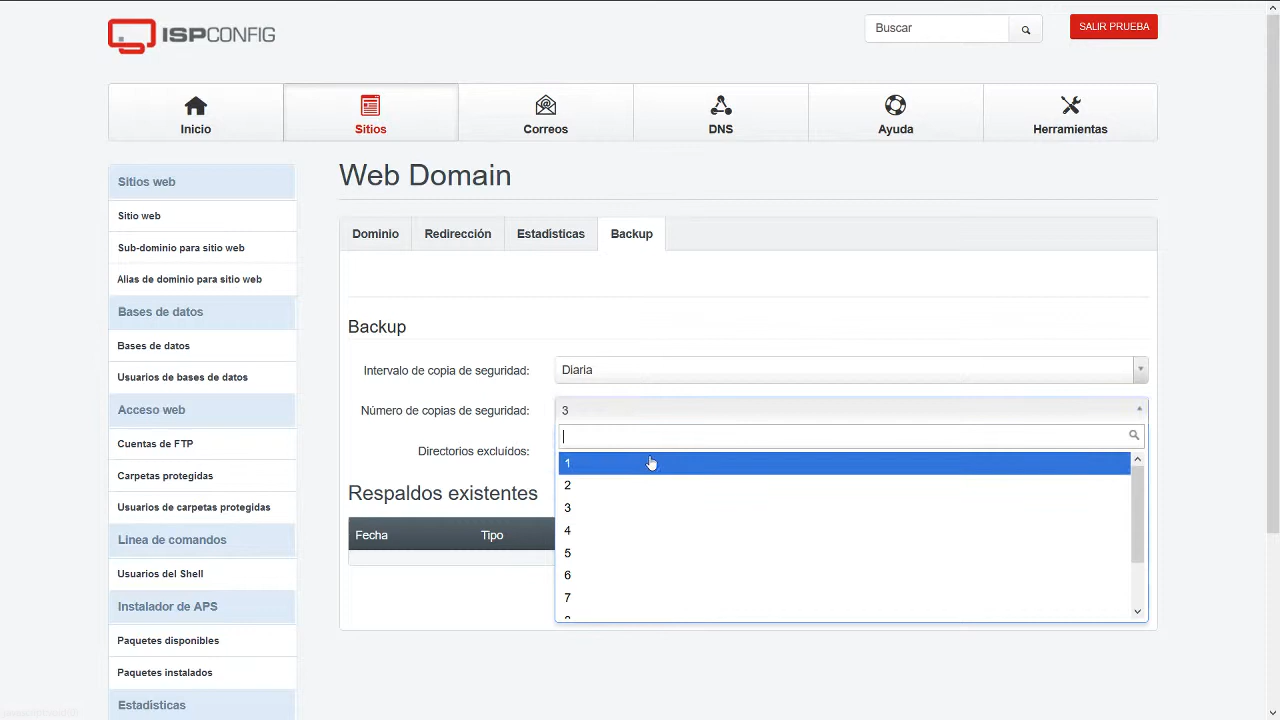 ISPCONFIG
Buscar
SALIR PRUEBA
Inicio
Sitios
Correos
DNS
Ayuda
Herramientas
Sitios web
Sitio web
Sub-dominio para sitio web
Alias de dominio para sitio web
Bases de datos
Bases de datos
Usuarios de bases de datos
Acceso web
Cuentas de FTP
Carpetas protegidas
Usuarios de carpetas protegidas
Linea de comandos
Usuarios del Shell
Instalador de APS
Paquetes disponibles
Paquetes instalados
Estadísticas
Web Domain
Dominio
Redirección
Estadísticas
Backup
Backup
Intervalo de copia de seguridad:
Diaria
Número de copias de seguridad:
3
Directorios excluídos:
1
2
3
4
5
6
7
Respaldos existentes
Fecha
Tipo